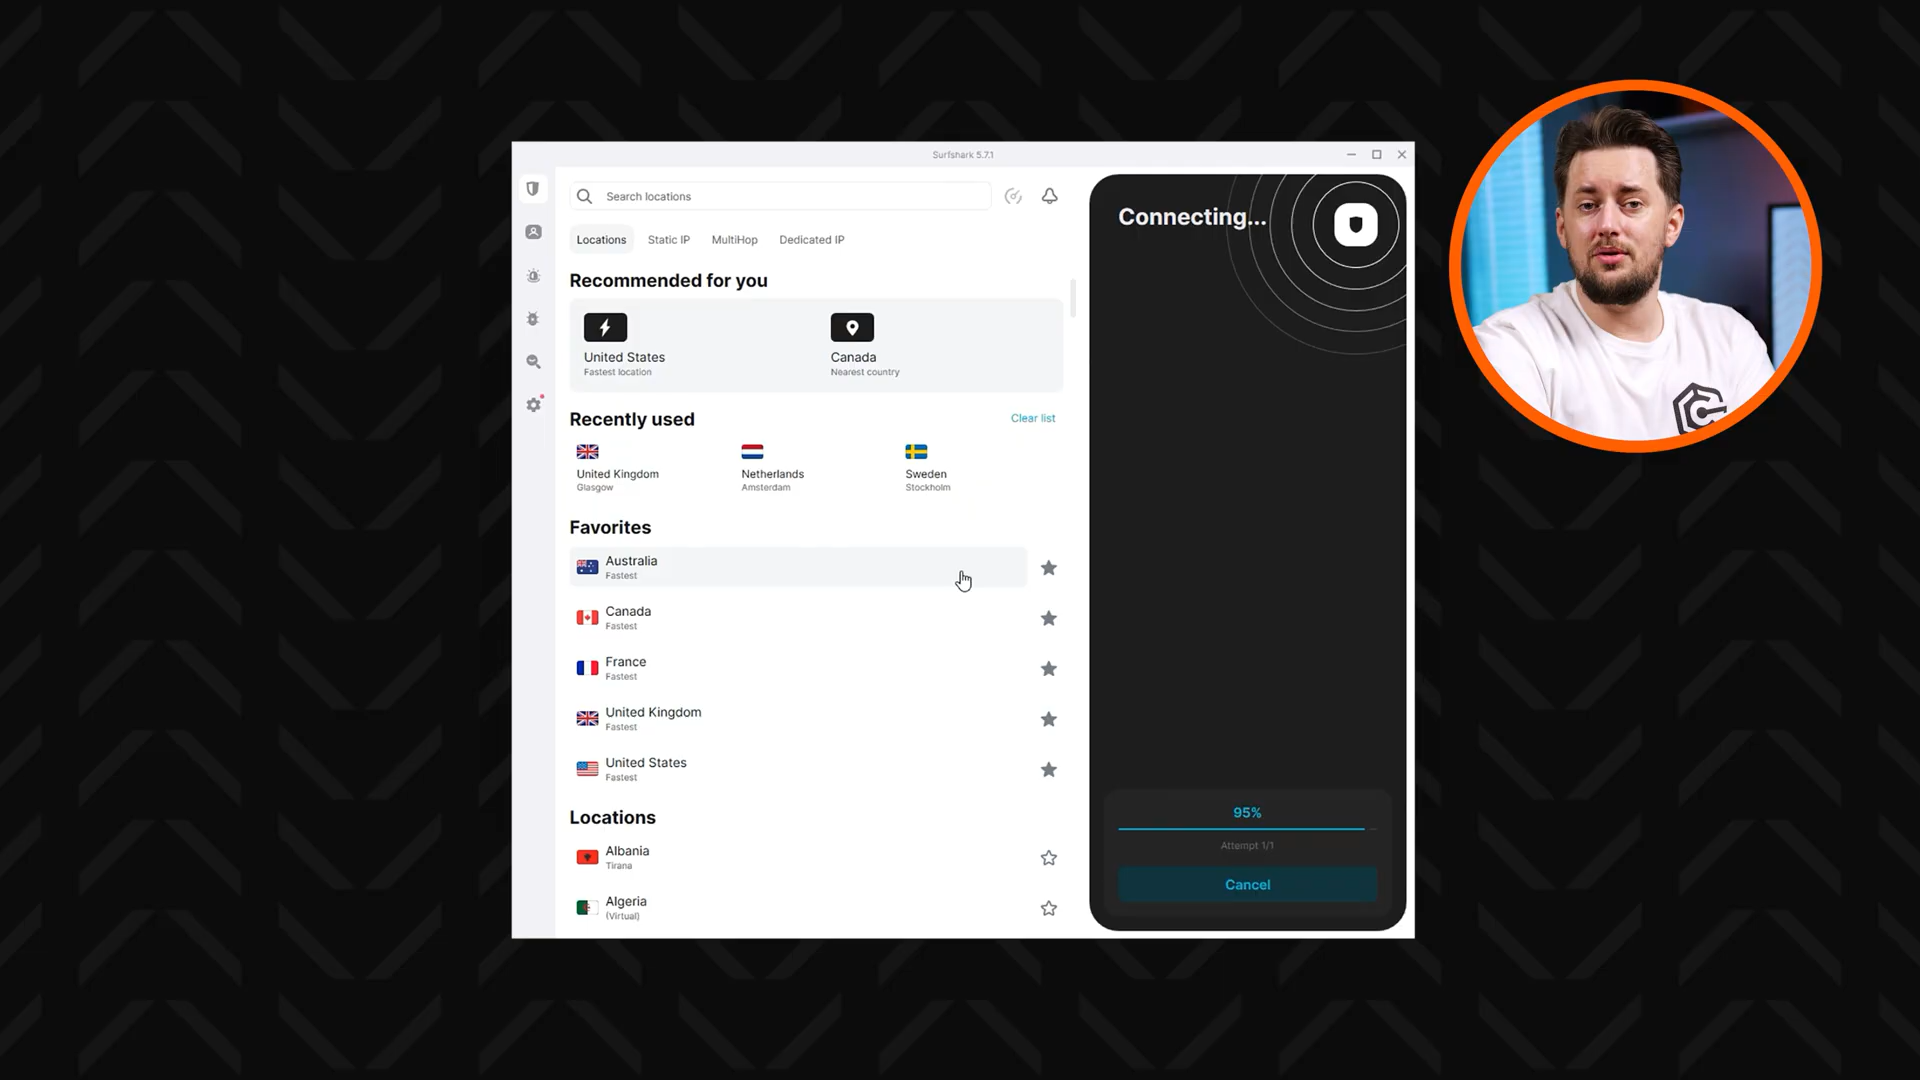 Surfshark 5.7.1
Search locations
Locations
Static IP
MultiHop
Dedicated IP
Recommended for you
United States
Fastest location
Canada
Nearest country
Recently used
Clear list
United Kingdom
Glasgow
Netherlands
Amsterdam
Sweden
Stockholm
Favorites
Australia
Fastest
Canada
Fastest
France
Fastest
United Kingdom
Fastest
United States
Fastest
Locations
Albania
Tirana
Algeria
(Virtual)
Connecting...
95%
Attempt 1/1
Cancel